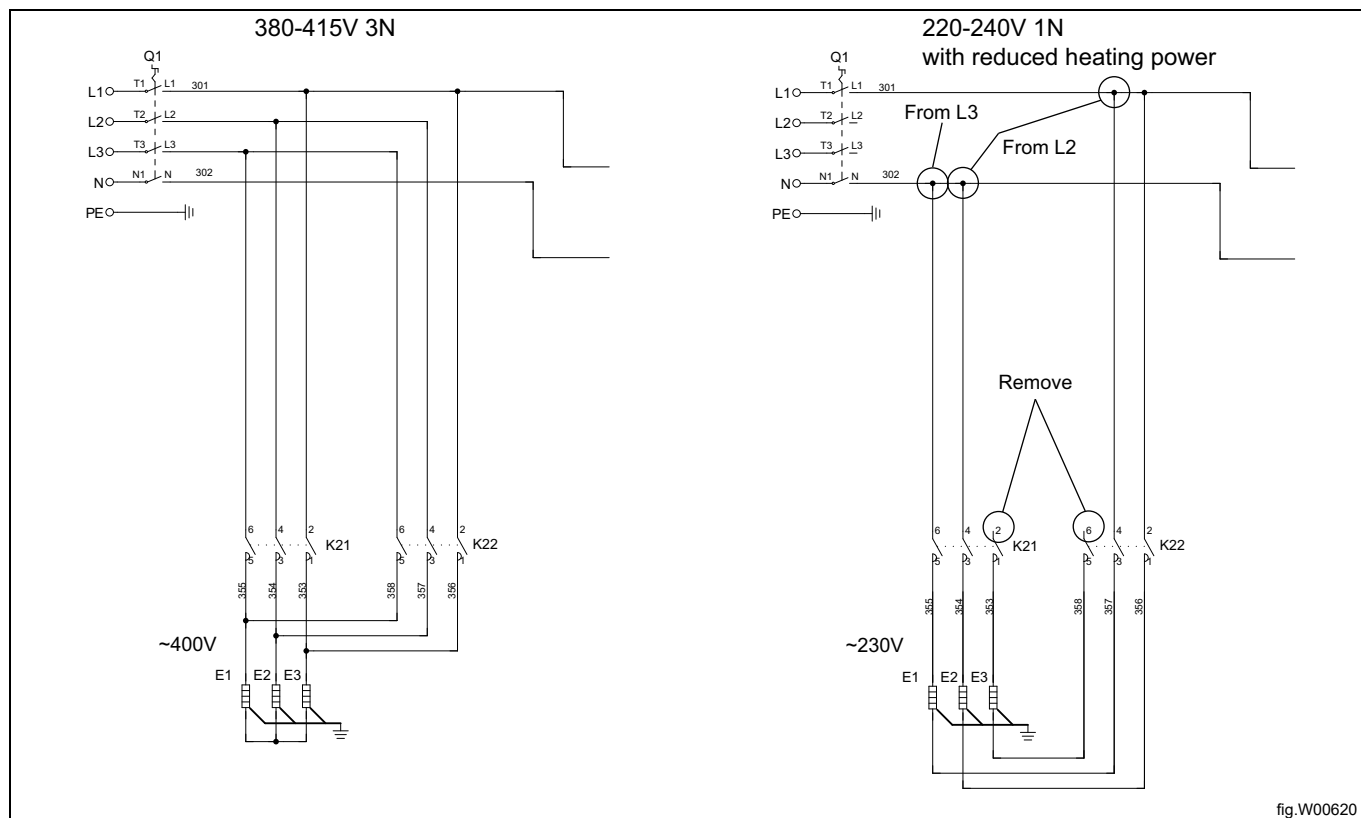 380-415V 3N
Q1
L1 T1 L1 301
L2 T2 L2
L3 T3 L3
N N1 N 302
PE
6 4 2 6 4 2
K21 K22
5 3 1 5 3 1
355 354 353 358 357 356
~400V
E1 E2 E3
220-240V 1N
with reduced heating power
Q1
L1 T1 L1 301
From L3
L2 T2 L2
From L2
L3 T3 L3
N N1 N 302
PE
Remove
6 4 2 6 4 2
K21 K22
5 3 1 5 3 1
355 354 353 358 357 356
~230V
E1 E2 E3
fig.W00620